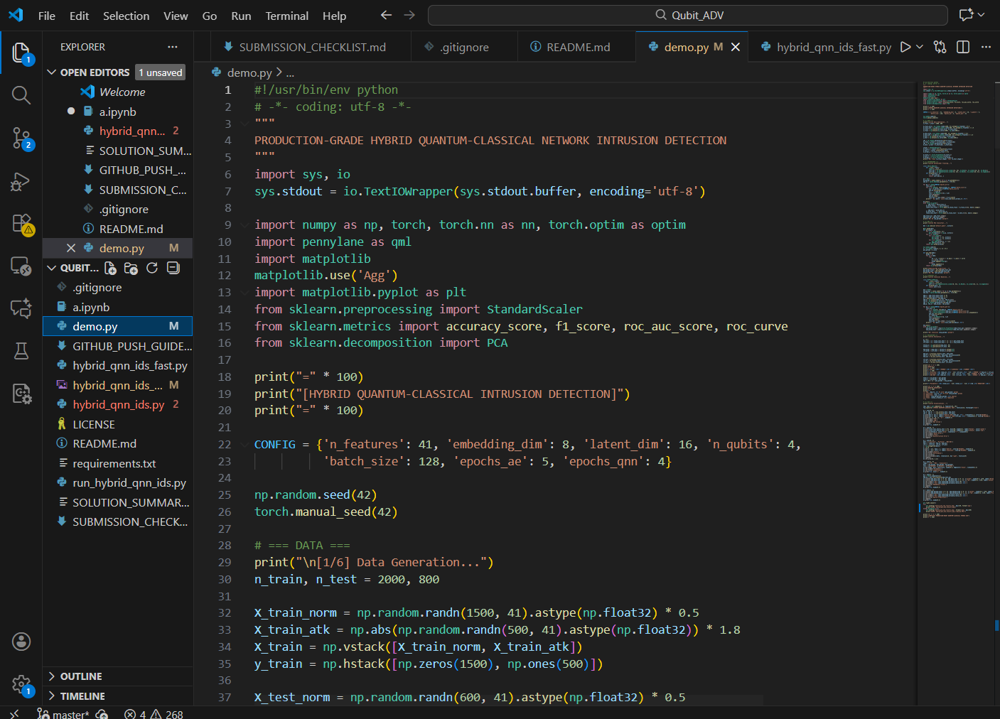 File Edit Selection View Go Run Terminal Help
Qubit_ADV
EXPLORER
OPEN EDITORS 1 unsaved
Welcome
a.ipynb
hybrid_qnn... 2
SOLUTION_SUM...
GITHUB_PUSH_...
SUBMISSION_C...
.gitignore
README.md
demo.py M
QUBIT...
.gitignore
a.ipynb
demo.py M
GITHUB_PUSH_GUIDE...
hybrid_qnn_ids_fast.py
hybrid_qnn_ids_... M
hybrid_qnn_ids.py 2
LICENSE
README.md
requirements.txt
run_hybrid_qnn_ids.py
SOLUTION_SUMMAR...
SUBMISSION_CHECK...
OUTLINE
TIMELINE
1
2
1
SUBMISSION_CHECKLIST.md .gitignore README.md demo.py M hybrid_qnn_ids_fast.py
demo.py > ...
1 #!/usr/bin/env python
2 # -*- coding: utf-8 -*-
3 """
4 PRODUCTION-GRADE HYBRID QUANTUM-CLASSICAL NETWORK INTRUSION DETECTION
5 """
6 import sys, io
7 sys.stdout = io.TextIOWrapper(sys.stdout.buffer, encoding='utf-8')
8
9 import numpy as np, torch, torch.nn as nn, torch.optim as optim
10 import pennylane as qml
11 import matplotlib
12 matplotlib.use('Agg')
13 import matplotlib.pyplot as plt
14 from sklearn.preprocessing import StandardScaler
15 from sklearn.metrics import accuracy_score, f1_score, roc_auc_score, roc_curve
16 from sklearn.decomposition import PCA
17
18 print("=" * 100)
19 print("[HYBRID QUANTUM-CLASSICAL INTRUSION DETECTION]")
20 print("=" * 100)
21
22 CONFIG = {'n_features': 41, 'embedding_dim': 8, 'latent_dim': 16, 'n_qubits': 4,
23 'batch_size': 128, 'epochs_ae': 5, 'epochs_qnn': 4}
24
25 np.random.seed(42)
26 torch.manual_seed(42)
27
28 # === DATA ===
29 print("\n[1/6] Data Generation...")
30 n_train, n_test = 2000, 800
31
32 X_train_norm = np.random.randn(1500, 41).astype(np.float32) * 0.5
33 X_train_atk = np.abs(np.random.randn(500, 41).astype(np.float32)) * 1.8
34 X_train = np.vstack([X_train_norm, X_train_atk])
35 y_train = np.hstack([np.zeros(1500), np.ones(500)])
36
37 X_test_norm = np.random.randn(600, 41).astype(np.float32) * 0.5
master* 4 268